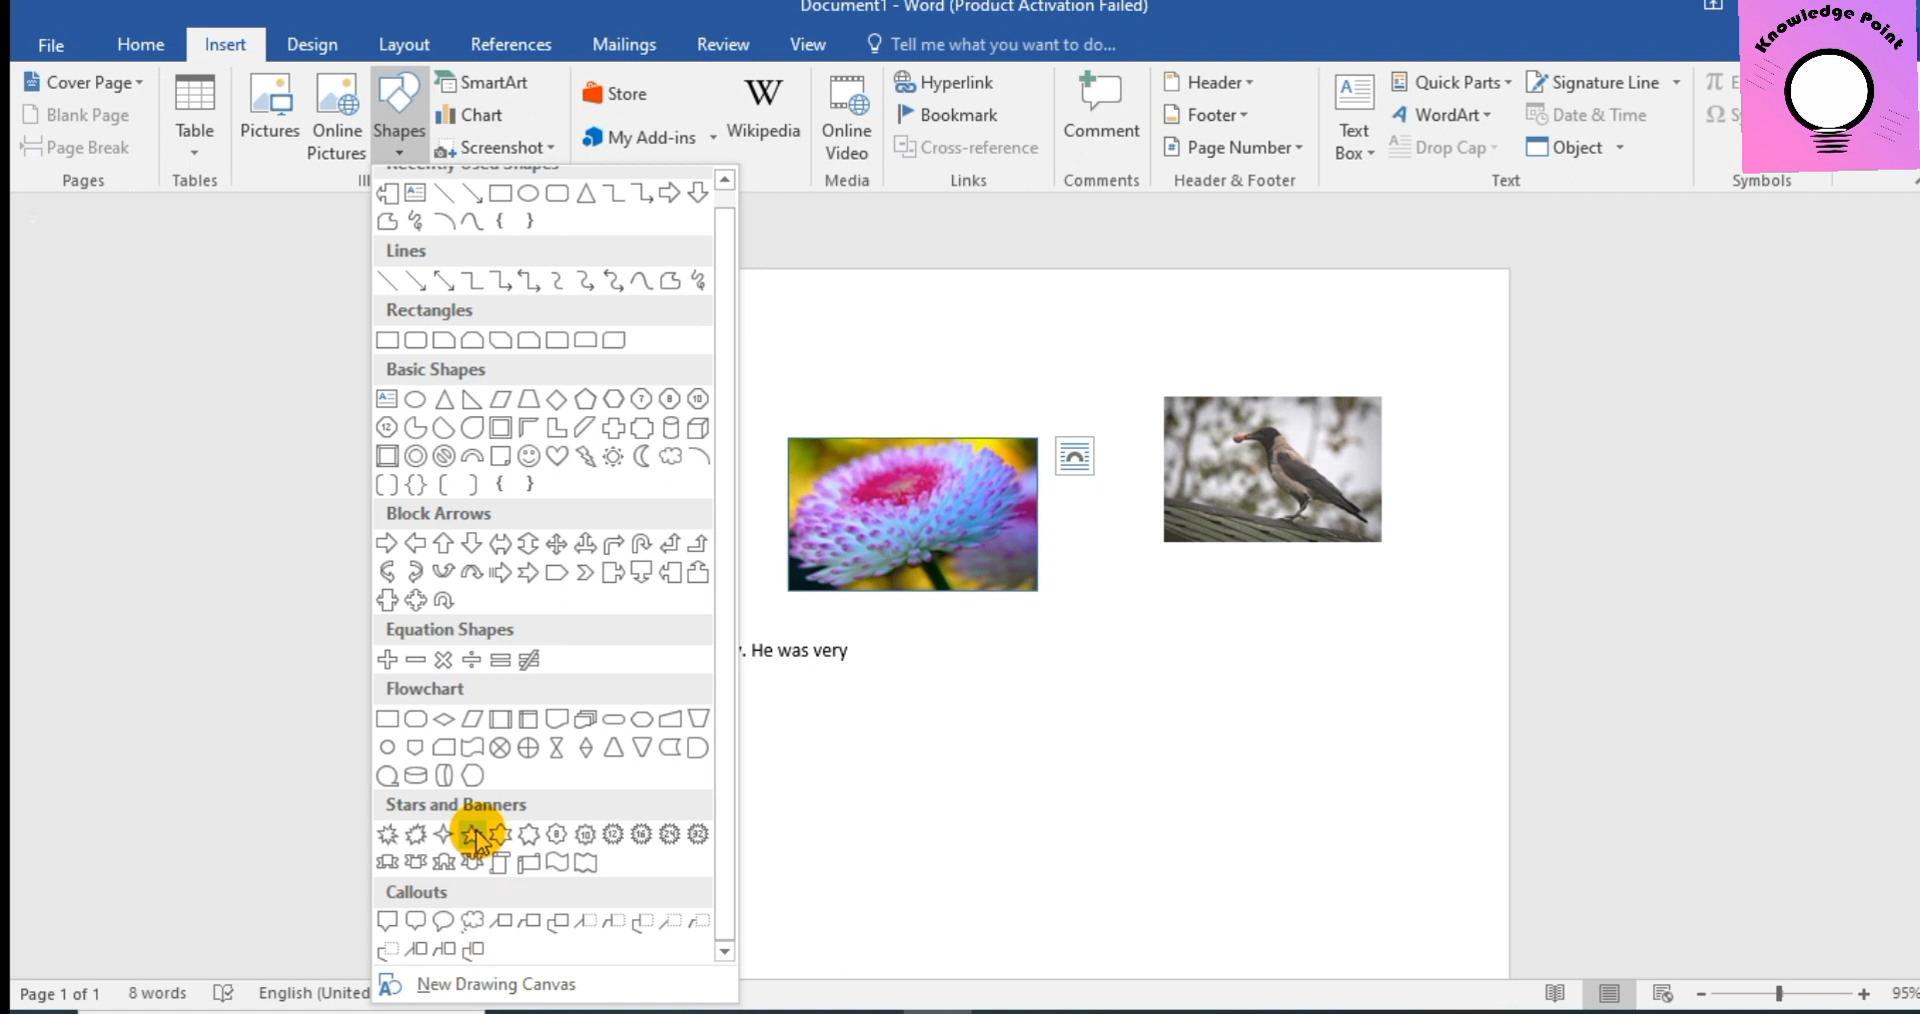 Document1 - Word (Product Activation Failed)
Knowledge Point
File Home Insert Design Layout References Mailings Review View Tell me what you want to do...
Cover Page
Blank Page
Page Break
Pages
Table
Tables
Pictures
Online Pictures
Shapes
SmartArt
Chart
Screenshot
Store
My Add-ins
Wikipedia
Online Video
Media
Hyperlink
Bookmark
Cross-reference
Links
Comment
Comments
Header
Footer
Page Number
Header & Footer
Text Box
Quick Parts
WordArt
Drop Cap
Signature Line
Date & Time
Object
Text
Symbols
Recently Used Shapes
Lines
Rectangles
Basic Shapes
Block Arrows
Equation Shapes
Flowchart
Stars and Banners
Callouts
New Drawing Canvas
. He was very
Page 1 of 1 8 words English (United 95%